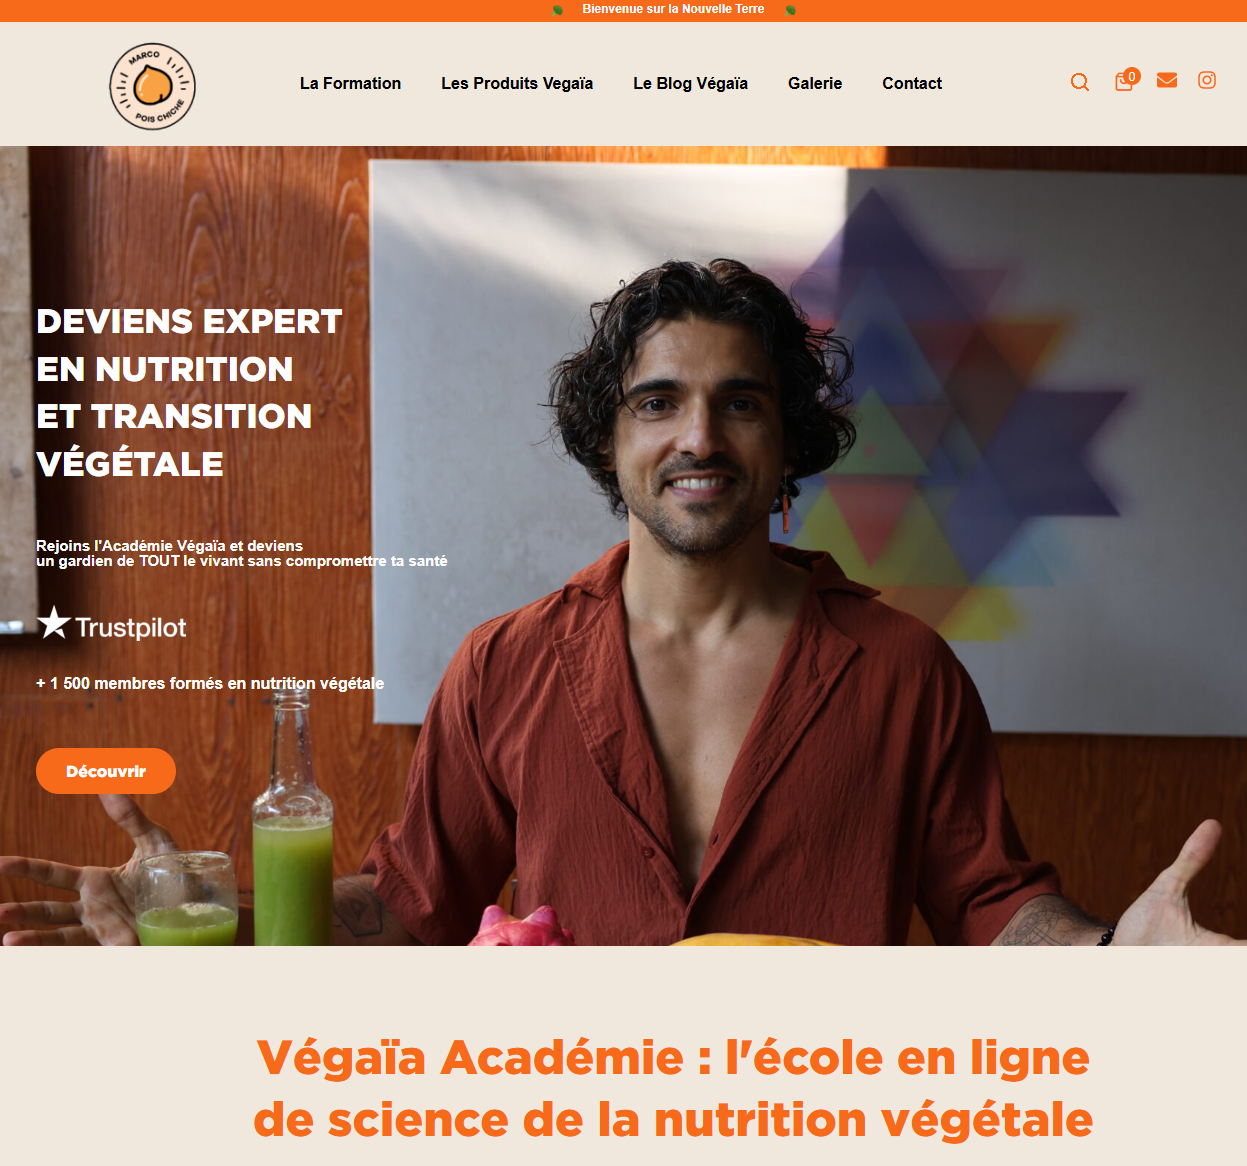 Bienvenue sur la Nouvelle Terre
MARCO
POIS CHICHE
La Formation
Les Produits Vegaïa
Le Blog Végaïa
Galerie
Contact
0
DEVIENS EXPERT
EN NUTRITION
ET TRANSITION
VÉGÉTALE
Rejoins l'Académie Végaïa et deviens
un gardien de TOUT le vivant sans compromettre ta santé
Trustpilot
+ 1 500 membres formés en nutrition végétale
Découvrir
Végaïa Académie : l'école en ligne
de science de la nutrition végétale